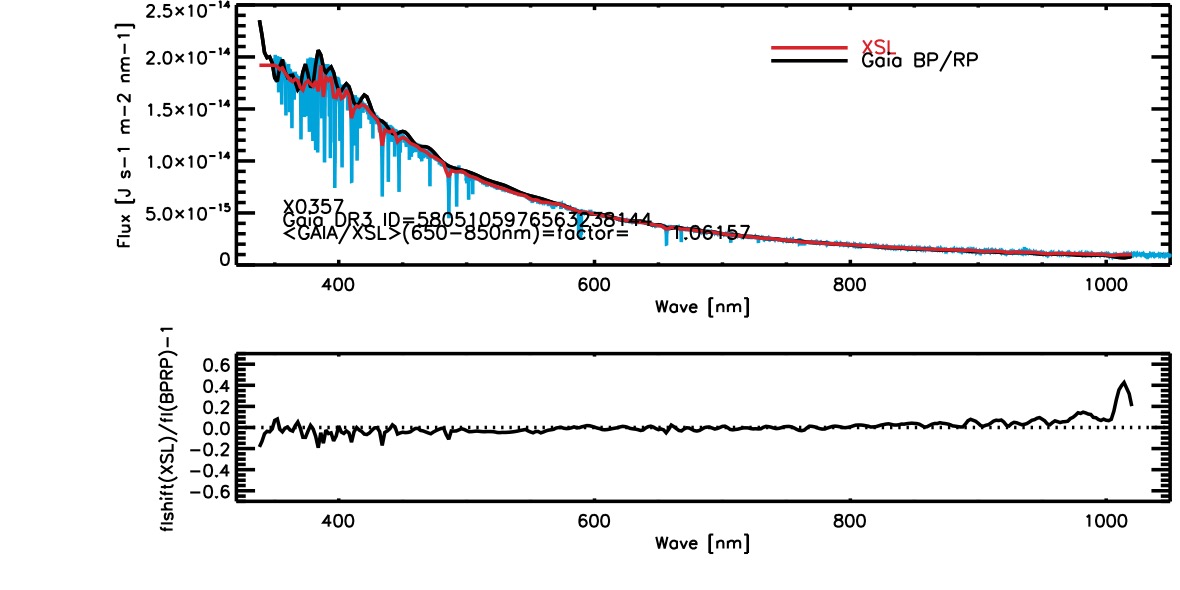 2.5×10−14
2.0×10−14
1.5×10−14
1.0×10−14
5.0×10−15
0
Flux [J s−1 m−2 nm−1]
XSL
Gaia BP/RP
X0357
Gaia DR3 ID=5805105976563238144
<GAIA/XSL>(650−850nm)=factor= 1.06157
400 600 800 1000
Wave [nm]
0.6
0.4
0.2
0.0
−0.2
−0.4
−0.6
flshift(XSL)/fl(BPRP)−1
400 600 800 1000
Wave [nm]